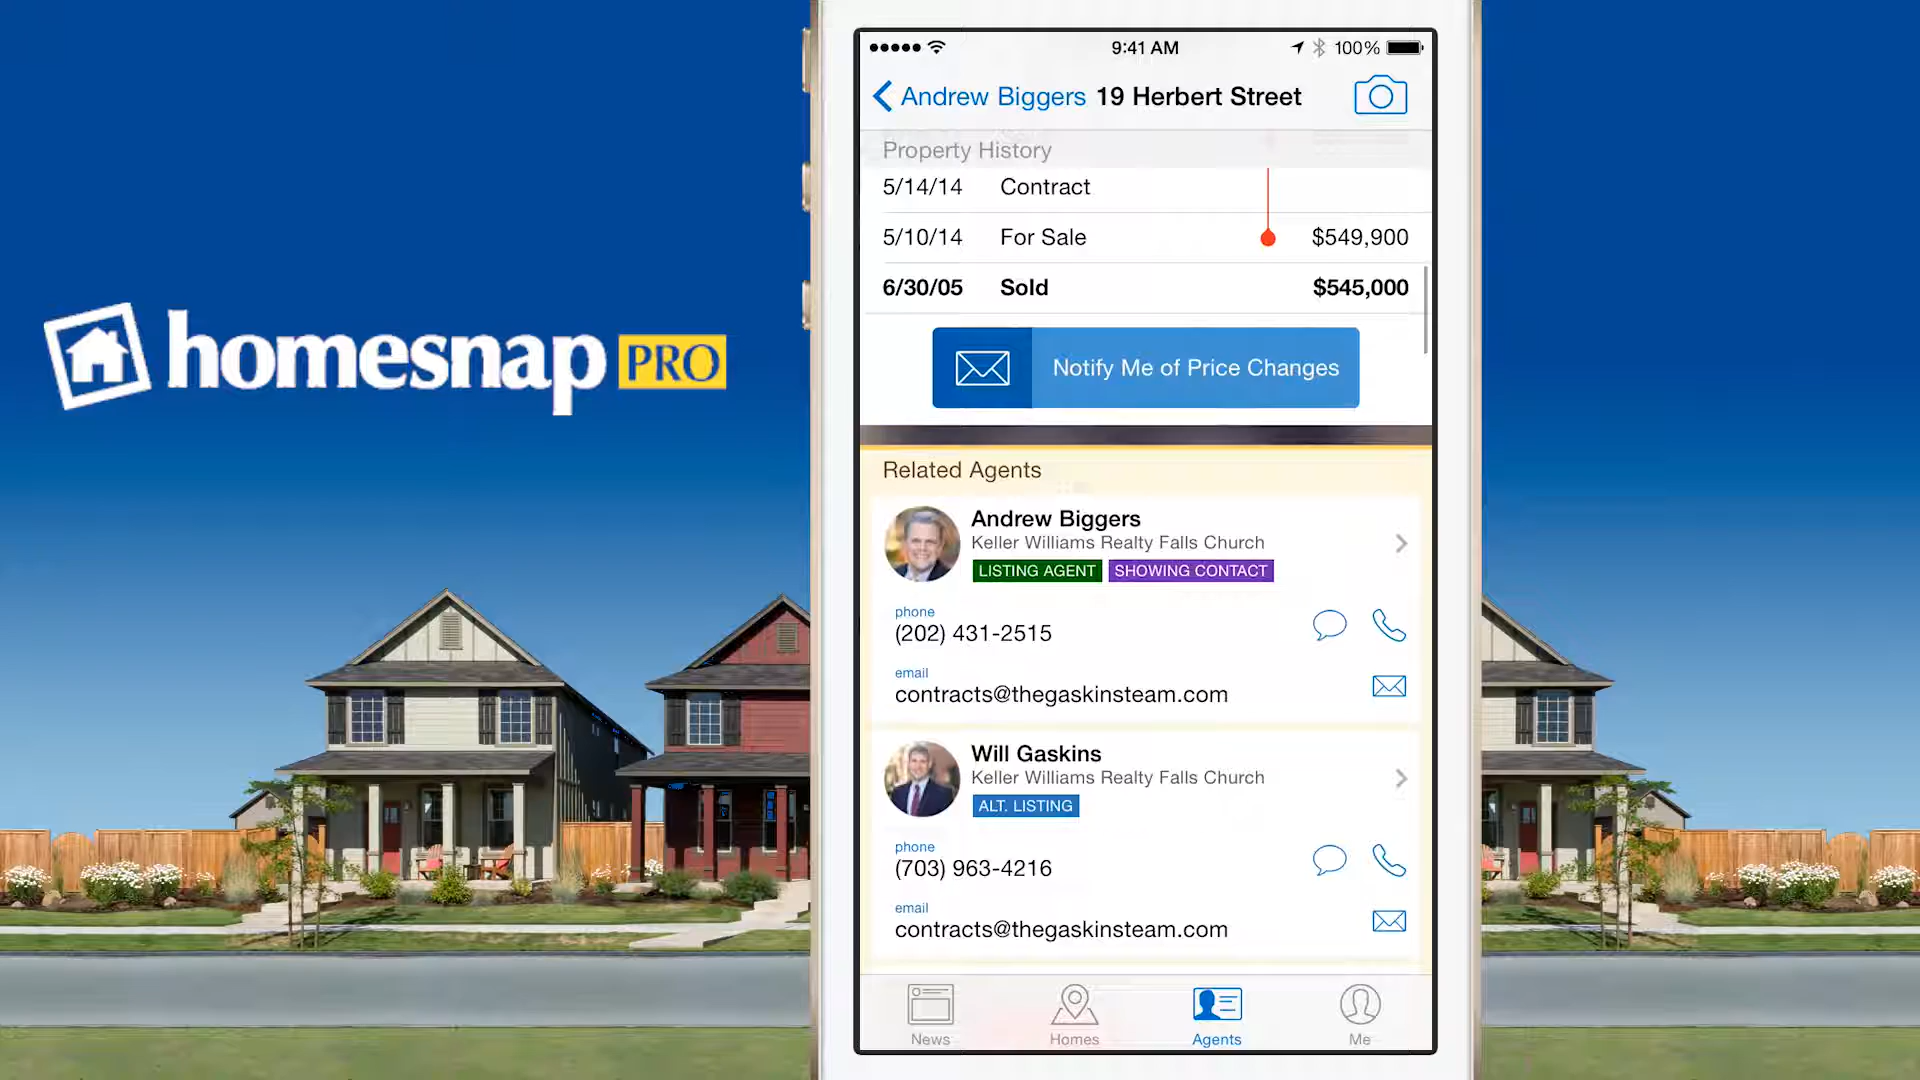 homesnap PRO
9:41 AM
100%
Andrew Biggers 19 Herbert Street
Property History
5/14/14 Contract
5/10/14 For Sale $549,900
6/30/05 Sold $545,000
Notify Me of Price Changes
Related Agents
Andrew Biggers
Keller Williams Realty Falls Church
LISTING AGENT SHOWING CONTACT
phone
(202) 431-2515
email
contracts@thegaskinsteam.com
Will Gaskins
Keller Williams Realty Falls Church
ALT. LISTING
phone
(703) 963-4216
email
contracts@thegaskinsteam.com
News Homes Agents Me